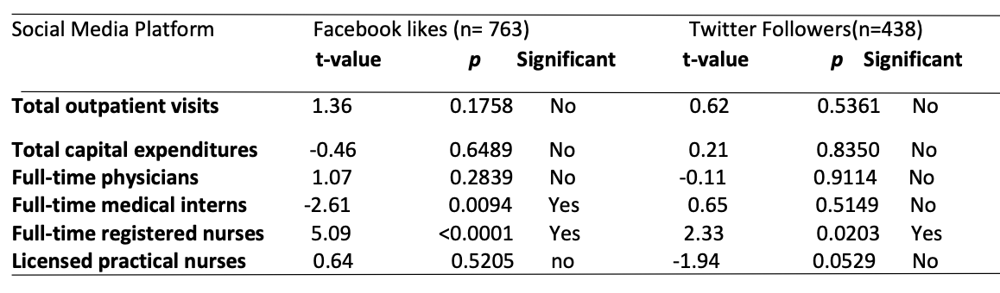 Social Media Platform Facebook likes (n= 763) Twitter Followers(n=438)
t-value p Significant t-value p Significant
Total outpatient visits 1.36 0.1758 No 0.62 0.5361 No
Total capital expenditures -0.46 0.6489 No 0.21 0.8350 No
Full-time physicians 1.07 0.2839 No -0.11 0.9114 No
Full-time medical interns -2.61 0.0094 Yes 0.65 0.5149 No
Full-time registered nurses 5.09 <0.0001 Yes 2.33 0.0203 Yes
Licensed practical nurses 0.64 0.5205 no -1.94 0.0529 No